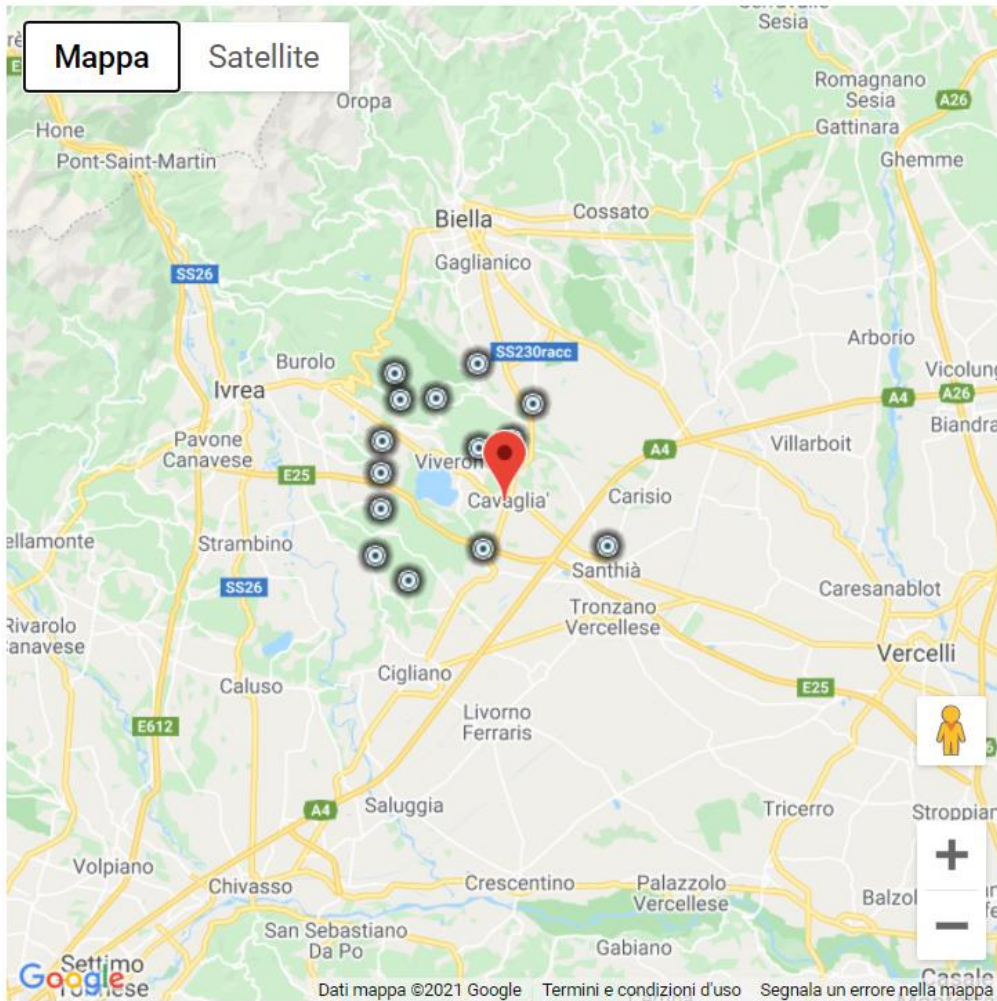 Sesia
Mappa Satellite
Romagnano
Sesia
A26
Oropa
Hone
Gattinara
Pont-Saint-Martin
Ghemme
Biella
Cossato
Gaglianico
SS26
Arborio
SS230racc
Burolo
Vicolung
Ivrea
A4
A26
Biandra
Pavone
Canavese
Villarboit
A4
Viveron
E25
Carisio
Cavaglia'
ellamonte
Strambino
Santhià
SS26
Caresanablot
Tronzano
Vercellese
Rivarolo
Canavese
Vercelli
Cigliano
Caluso
E25
Livorno
Ferraris
E612
A4
Saluggia
Tricerro
Stroppian
Volpiano
Chivasso
Crescentino
Palazzolo
Vercellese
Balzol
San Sebastiano
Da Po
Gabiano
Settimo
Google
Casale
Dati mappa ©2021 Google Termini e condizioni d'uso Segnala un errore nella mappa